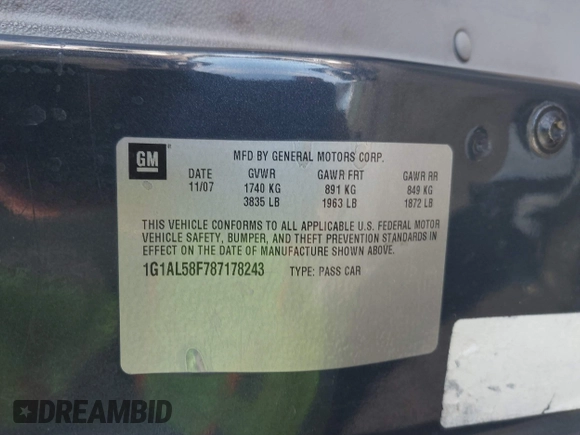 GM
MFD BY GENERAL MOTORS CORP.
DATE GVWR GAWR FRT GAWR RR
11/07 1740 KG 891 KG 849 KG
3835 LB 1963 LB 1872 LB
THIS VEHICLE CONFORMS TO ALL APPLICABLE U.S. FEDERAL MOTOR
VEHICLE SAFETY, BUMPER, AND THEFT PREVENTION STANDARDS IN
EFFECT ON THE DATE OF MANUFACTURE SHOWN ABOVE.
1G1AL58F787178243 TYPE: PASS CAR
DREAMBID